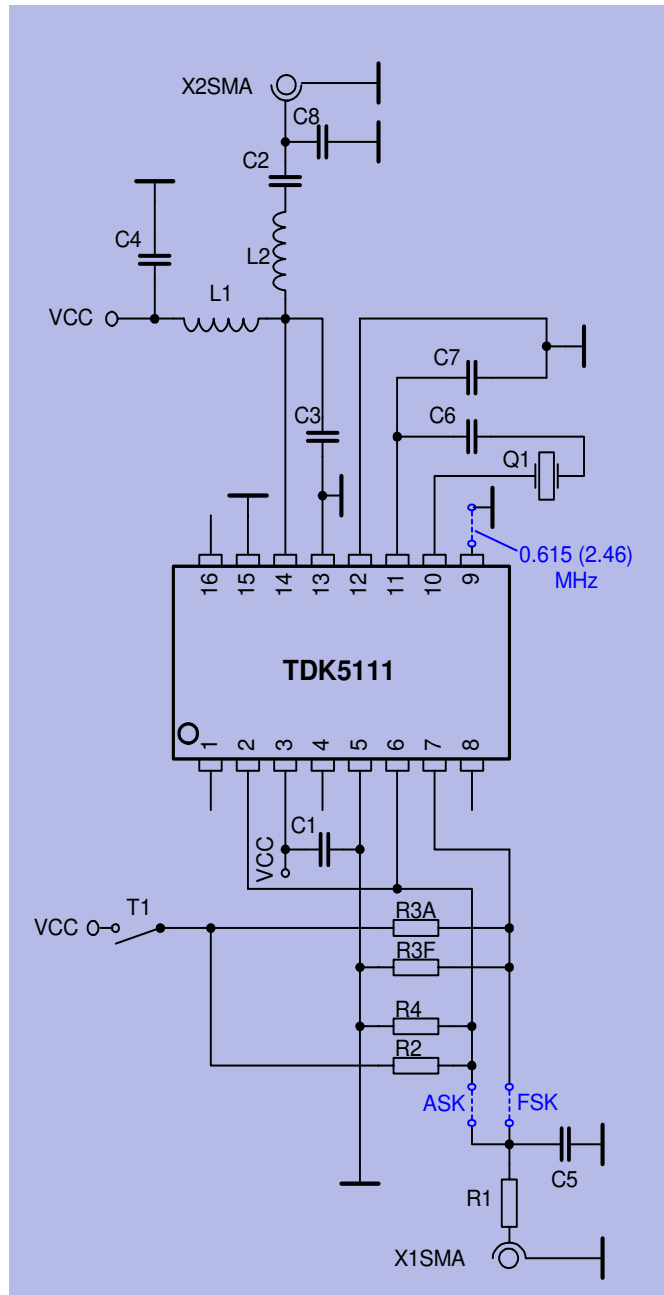 X2SMA
C8
C2
C4
L2
L1
VCC
C7
C3
C6
Q1
0.615 (2.46)
MHz
16 15 14 13 12 11 10 9
TDK5111
1 2 3 4 5 6 7 8
C1
VCC
T1
R3A
VCC
R3F
R4
R2
ASK FSK
C5
R1
X1SMA